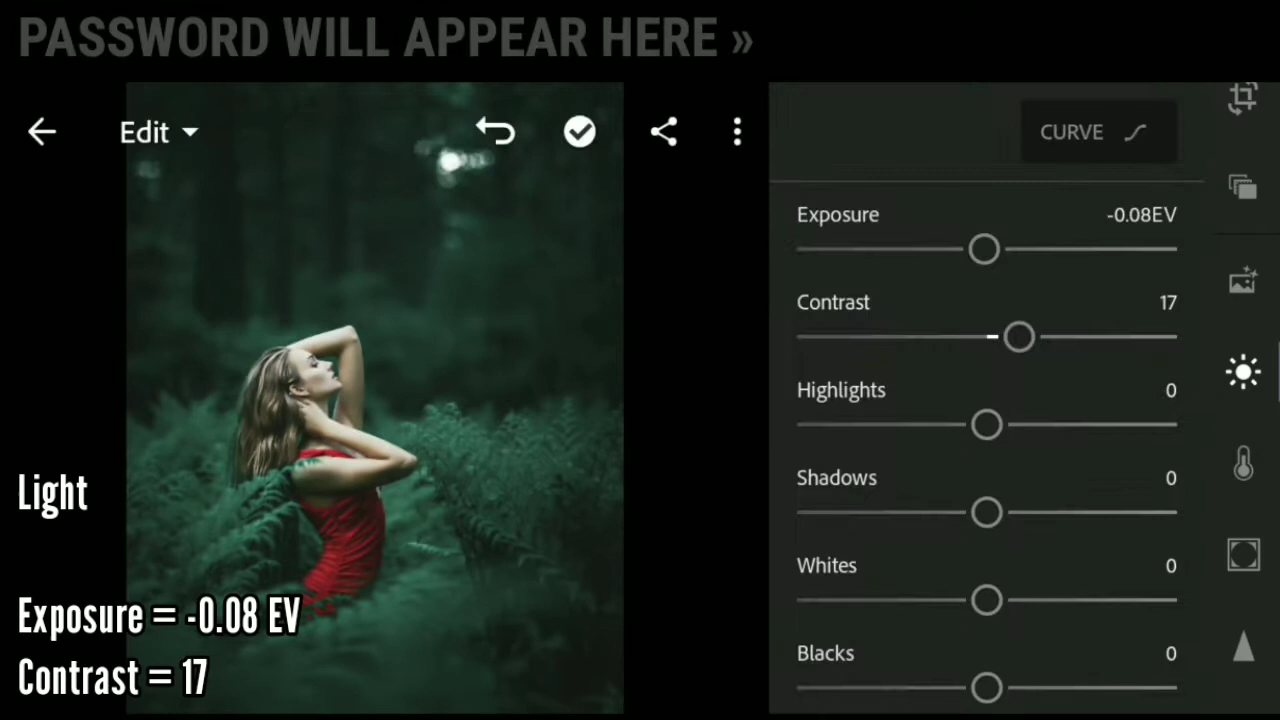 PASSWORD WILL APPEAR HERE »
Edit
CURVE
Exposure -0.08EV
Contrast 17
Highlights 0
Shadows 0
Whites 0
Blacks 0
Light
Exposure = -0.08 EV
Contrast = 17